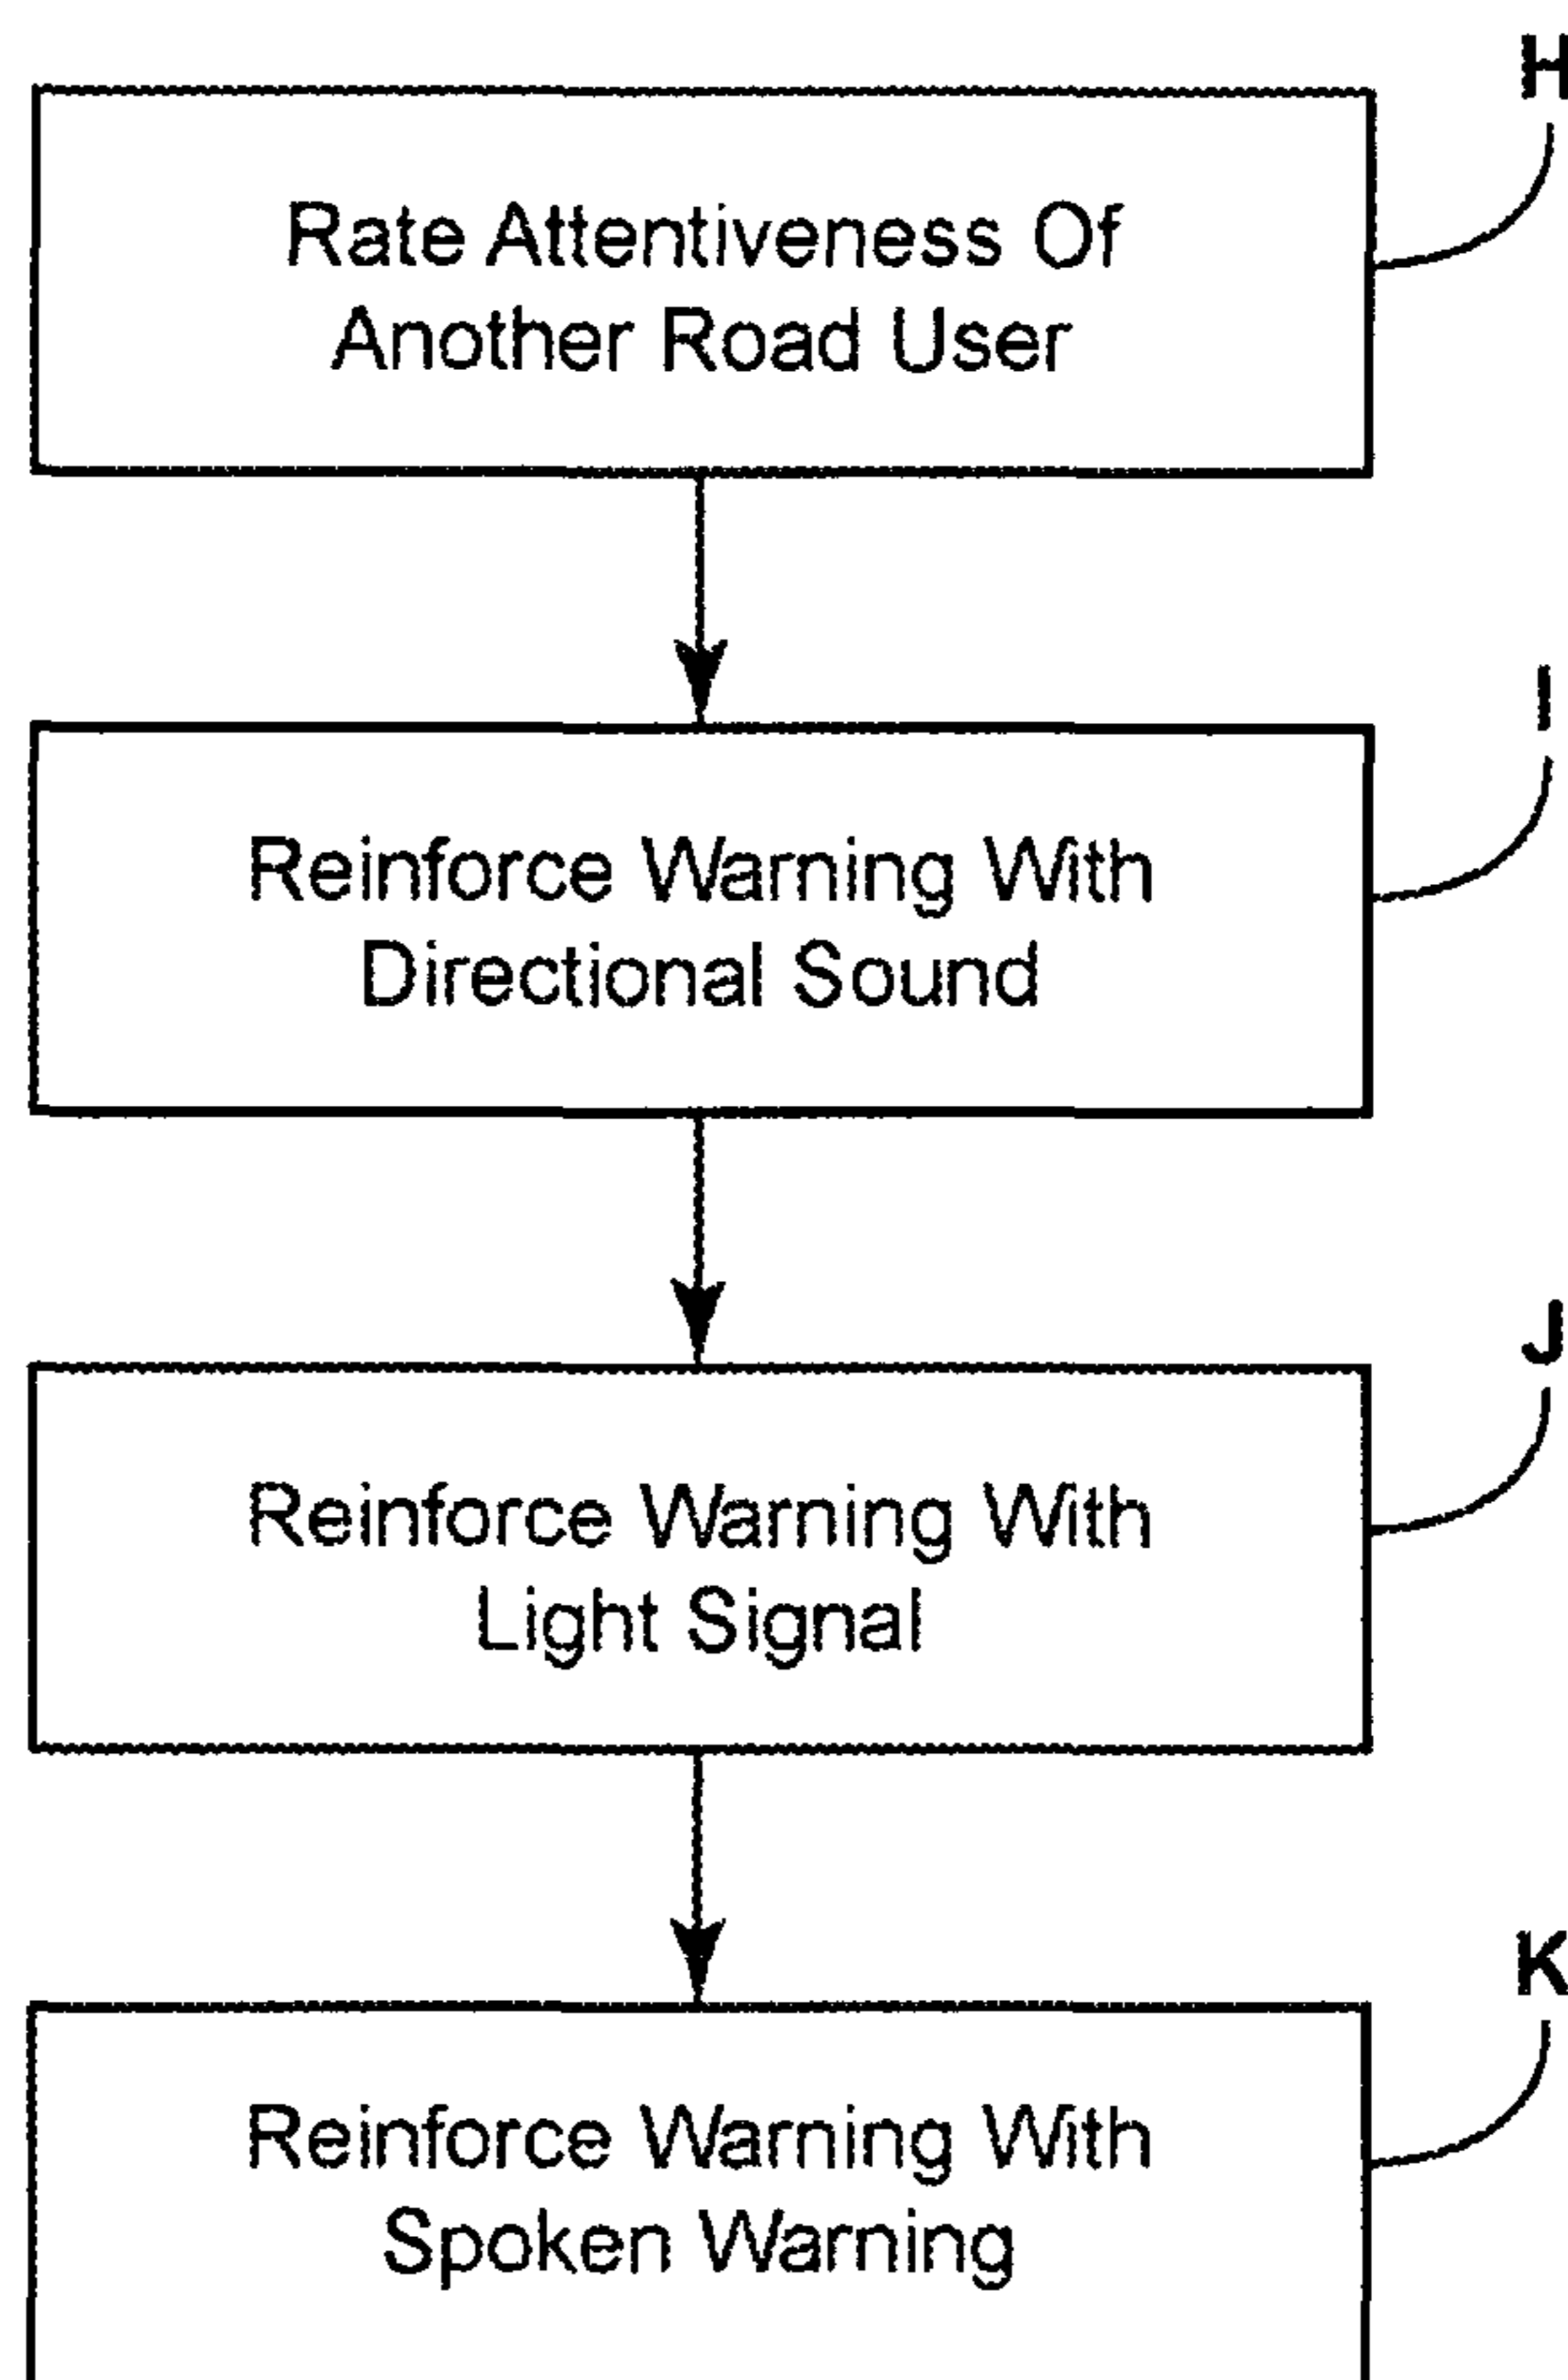 H
Rate Attentiveness Of
Another Road User
I
Reinforce Warning With
Directional Sound
J
Reinforce Warning With
Light Signal
K
Reinforce Warning With
Spoken Warning